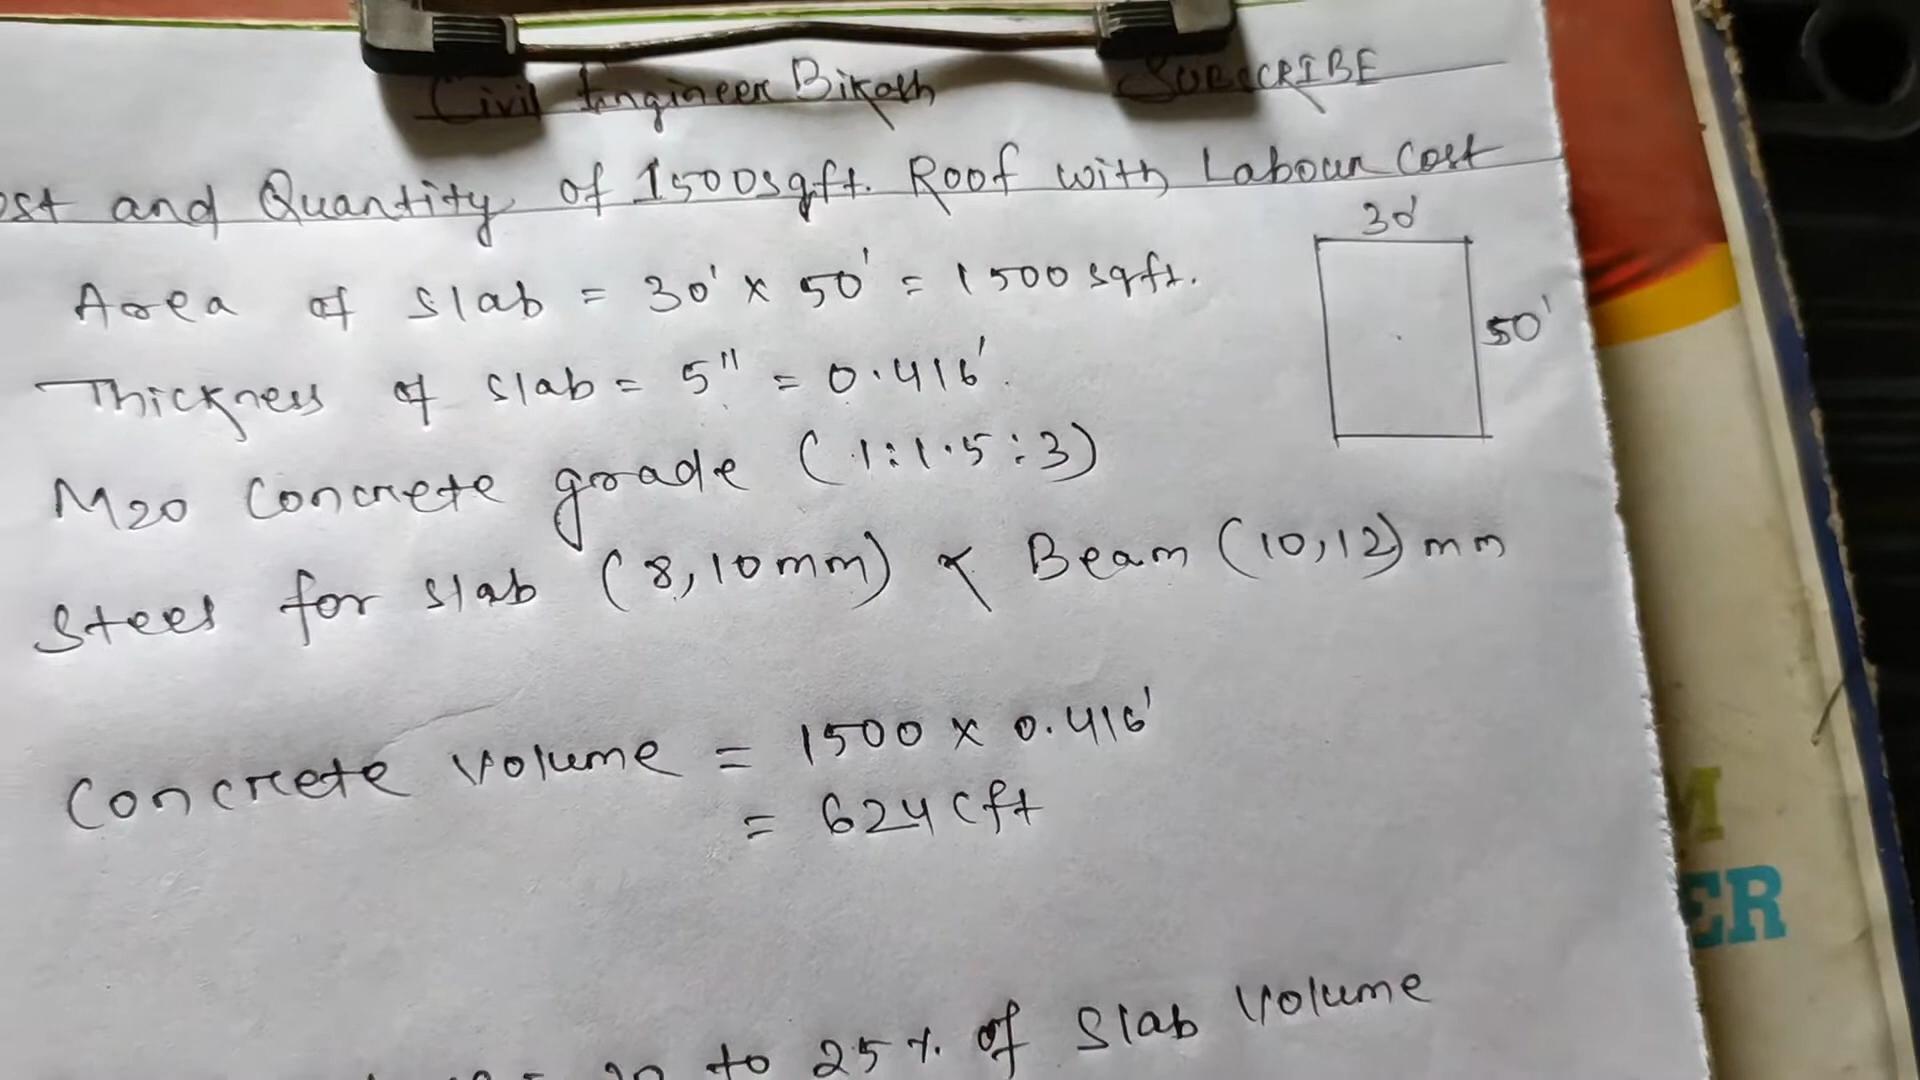 Civil Engineer Bikash SUBSCRIBE
ost and Quantity of 1500sqft. Roof with Labour Cost
30'
50'
Area of slab = 30' x 50' = 1500 sqft.
Thickness of slab = 5" = 0.416'
M20 Concrete grade (1:1.5:3)
Steel for slab (8,10mm) & Beam (10,12) mm
Concrete Volume = 1500 x 0.416'
= 624 cft
to 25% of Slab Volume
ER